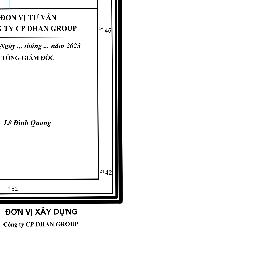 ĐƠN VỊ TƯ VẤN
G TY CP DHAN GROUP
Ngày ... tháng ... năm 2023
TỔNG GIÁM ĐỐC
Lê Đình Quang
ĐƠN VỊ XÂY DỰNG
Công ty CP DHAN GROUP